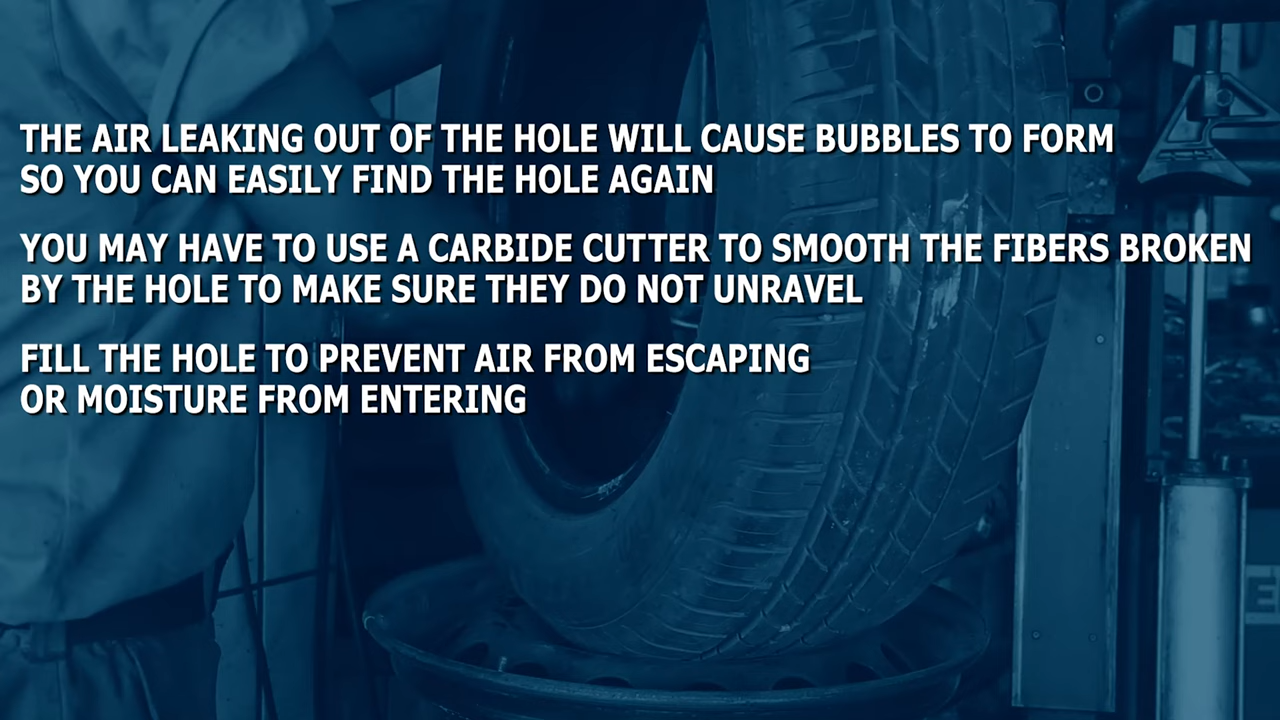 THE AIR LEAKING OUT OF THE HOLE WILL CAUSE BUBBLES TO FORM
SO YOU CAN EASILY FIND THE HOLE AGAIN
YOU MAY HAVE TO USE A CARBIDE CUTTER TO SMOOTH THE FIBERS BROKEN
BY THE HOLE TO MAKE SURE THEY DO NOT UNRAVEL
FILL THE HOLE TO PREVENT AIR FROM ESCAPING
OR MOISTURE FROM ENTERING